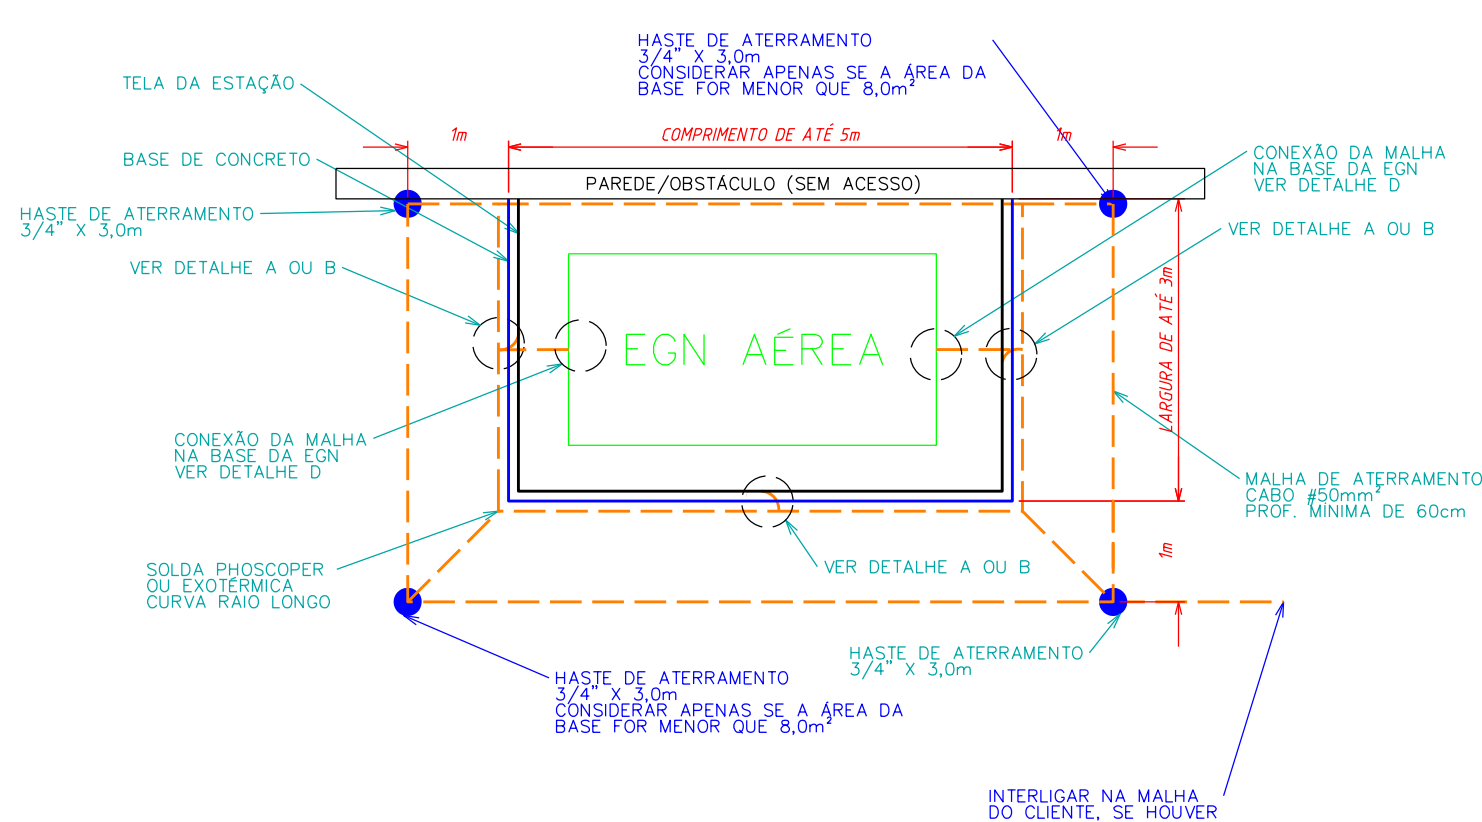 HASTE DE ATERRAMENTO
3/4" X 3,0m
CONSIDERAR APENAS SE A ÁREA DA
BASE FOR MENOR QUE 8,0m²
TELA DA ESTAÇÃO
1m
COMPRIMENTO DE ATÉ 5m
1m
BASE DE CONCRETO
CONEXÃO DA MALHA
NA BASE DA EGN
VER DETALHE D
PAREDE/OBSTÁCULO (SEM ACESSO)
HASTE DE ATERRAMENTO
3/4" X 3,0m
VER DETALHE A OU B
VER DETALHE A OU B
LARGURA DE ATÉ 3m
EGN AÉREA
CONEXÃO DA MALHA
NA BASE DA EGN
VER DETALHE D
MALHA DE ATERRAMENTO
CABO #50mm²
PROF. MÍNIMA DE 60cm
1m
SOLDA PHOSCOPER
OU EXOTÉRMICA
CURVA RAIO LONGO
VER DETALHE A OU B
HASTE DE ATERRAMENTO
3/4" X 3,0m
HASTE DE ATERRAMENTO
3/4" X 3,0m
CONSIDERAR APENAS SE A ÁREA DA
BASE FOR MENOR QUE 8,0m²
INTERLIGAR NA MALHA
DO CLIENTE, SE HOUVER